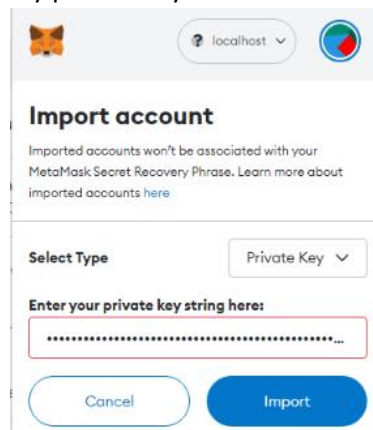 ? localhost
Import account
Imported accounts won't be associated with your
MetaMask Secret Recovery Phrase. Learn more about
imported accounts here
Select Type Private Key
Enter your private key string here:
••••••••••••••••••••••••••••••••••••••••••••••...
Cancel Import